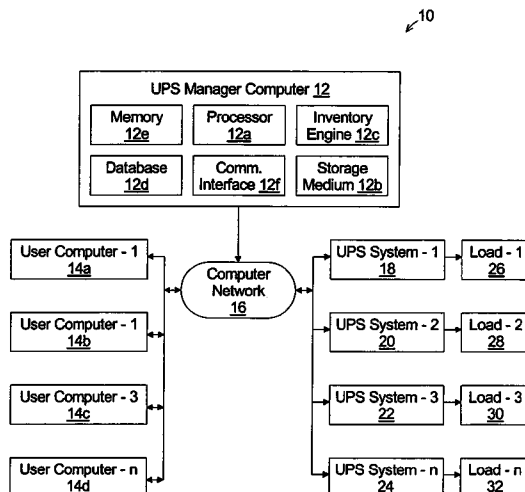 10
UPS Manager Computer 12
Memory
12e
Processor
12a
Inventory
Engine 12c
Database
12d
Comm.
Interface 12f
Storage
Medium 12b
User Computer - 1
14a
User Computer - 1
14b
User Computer - 3
14c
User Computer - n
14d
Computer
Network
16
UPS System - 1
18
Load - 1
26
UPS System - 2
20
Load - 2
28
UPS System - 3
22
Load - 3
30
UPS System - n
24
Load - n
32